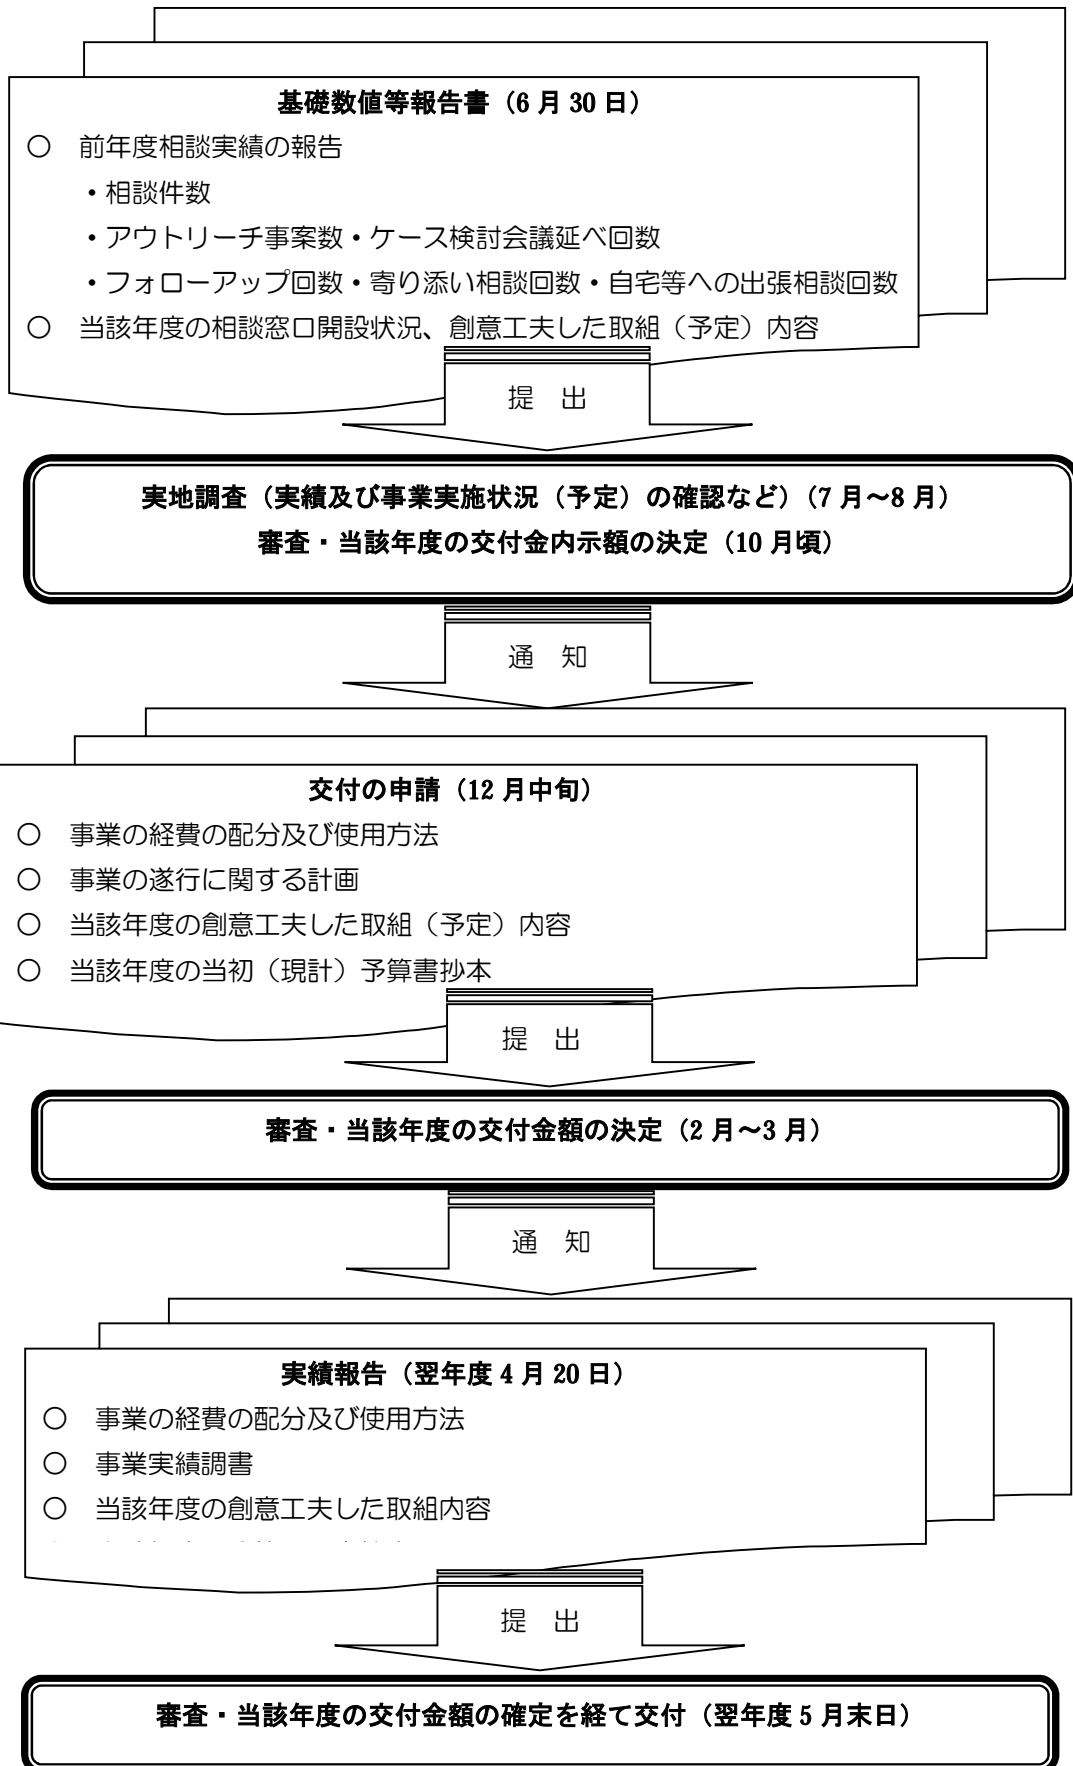 基礎数値等報告書（6月30日）
〇　前年度相談実績の報告
・相談件数
・アウトリーチ事案数・ケース検討会議延べ回数
・フォローアップ回数・寄り添い相談回数・自宅等への出張相談回数
〇　当該年度の相談窓口開設状況、創意工夫した取組（予定）内容
提　出
実地調査（実績及び事業実施状況（予定）の確認など）（7月～8月）
審査・当該年度の交付金内示額の決定（10月頃）
通　知
交付の申請（12月中旬）
〇　事業の経費の配分及び使用方法
〇　事業の遂行に関する計画
〇　当該年度の創意工夫した取組（予定）内容
〇　当該年度の当初（現計）予算書抄本
提　出
審査・当該年度の交付金額の決定（2月～3月）
通　知
実績報告（翌年度4月20日）
〇　事業の経費の配分及び使用方法
〇　事業実績調書
〇　当該年度の創意工夫した取組内容
提　出
審査・当該年度の交付金額の確定を経て交付（翌年度5月末日）